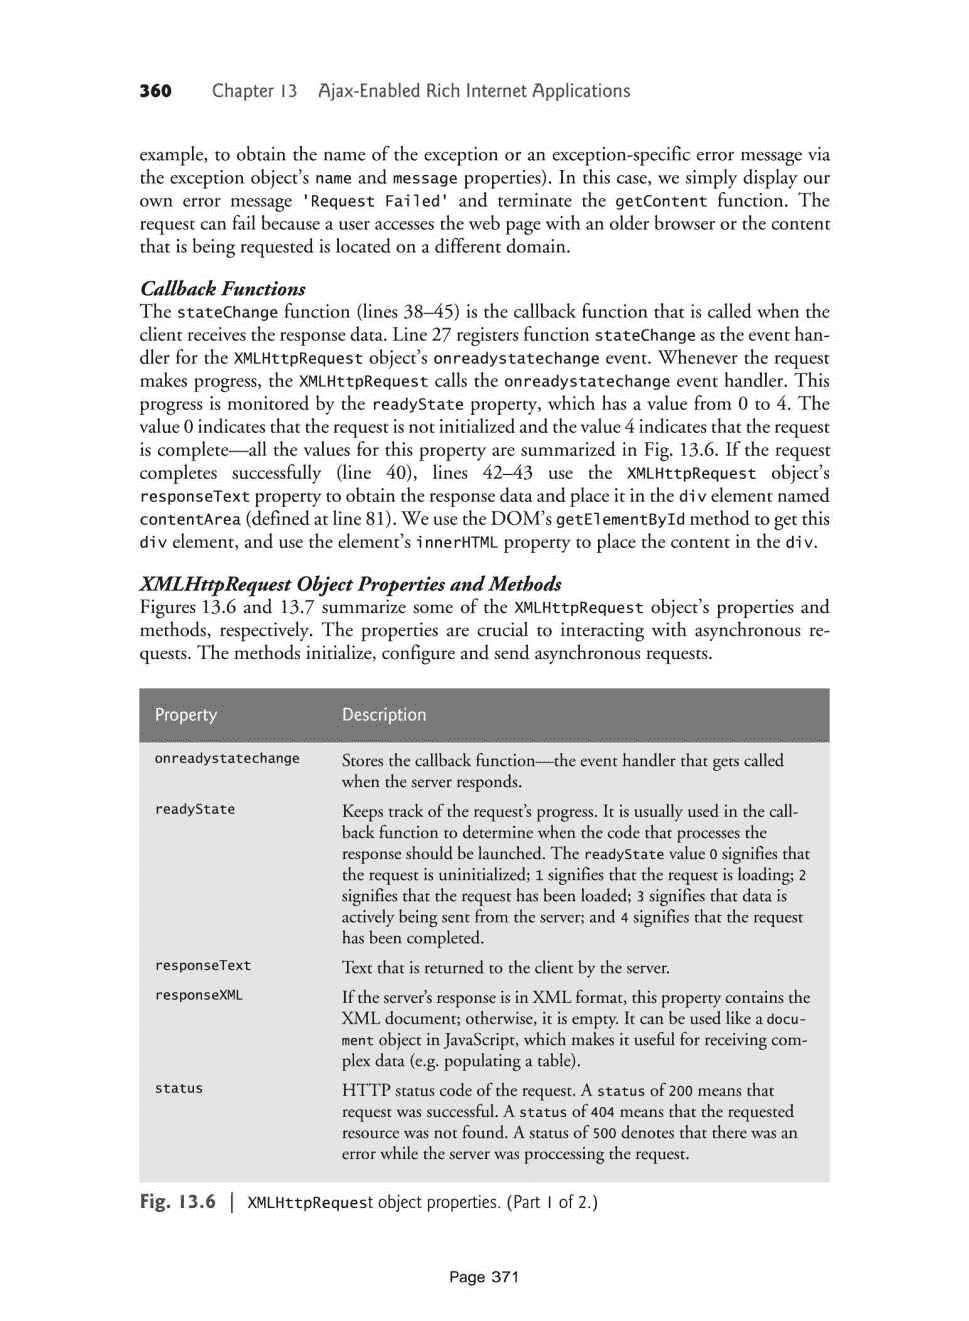 360 Chapter 13 Ajax-Enabled Rich Internet Applications
example, to obtain the name of the exception or an exception-specific error message via
the exception object's name and message properties). In this case, we simply display our
own error message 'Request Failed' and terminate the getContent function. The
request can fail because a user accesses the web page with an older browser or the content
that is being requested is located on a different domain.
Callback Functions
The stateChange function (lines 38–45) is the callback function that is called when the
client receives the response data. Line 27 registers function stateChange as the event han-
dler for the XMLHttpRequest object's onreadystatechange event. Whenever the request
makes progress, the XMLHttpRequest calls the onreadystatechange event handler. This
progress is monitored by the readyState property, which has a value from 0 to 4. The
value 0 indicates that the request is not initialized and the value 4 indicates that the request
is complete—all the values for this property are summarized in Fig. 13.6. If the request
completes successfully (line 40), lines 42–43 use the XMLHttpRequest object's
responseText property to obtain the response data and place it in the div element named
contentArea (defined at line 81). We use the DOM's getElementById method to get this
div element, and use the element's innerHTML property to place the content in the div.
XMLHttpRequest Object Properties and Methods
Figures 13.6 and 13.7 summarize some of the XMLHttpRequest object's properties and
methods, respectively. The properties are crucial to interacting with asynchronous re-
quests. The methods initialize, configure and send asynchronous requests.
Property Description
onreadystatechange Stores the callback function—the event handler that gets called
when the server responds.
readyState Keeps track of the request's progress. It is usually used in the call-
back function to determine when the code that processes the
response should be launched. The readyState value 0 signifies that
the request is uninitialized; 1 signifies that the request is loading; 2
signifies that the request has been loaded; 3 signifies that data is
actively being sent from the server; and 4 signifies that the request
has been completed.
responseText Text that is returned to the client by the server.
responseXML If the server's response is in XML format, this property contains the
XML document; otherwise, it is empty. It can be used like a docu-
ment object in JavaScript, which makes it useful for receiving com-
plex data (e.g. populating a table).
status HTTP status code of the request. A status of 200 means that
request was successful. A status of 404 means that the requested
resource was not found. A status of 500 denotes that there was an
error while the server was proccessing the request.
Fig. 13.6 | XMLHttpRequest object properties. (Part 1 of 2.)
Page 371